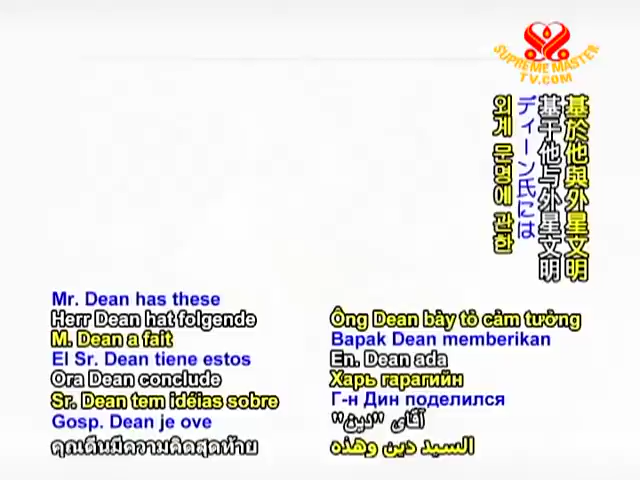 SUPREME MASTER
TV.COM
基於他與外星文明
基于他与外星文明
ディーン氏には
외계 문명에 관한
Mr. Dean has these
Herr Dean hat folgende
M. Dean a fait
El Sr. Dean tiene estos
Ora Dean conclude
Sr. Dean tem idéias sobre
Gosp. Dean je ove
คุณดีนมีความคิดสุดท้าย
Ông Dean bày tỏ cảm tưởng
Bapak Dean memberikan
En. Dean ada
Харь гарагийн
Г-н Дин поделился
آقای "دین"
السيد دين وهذه